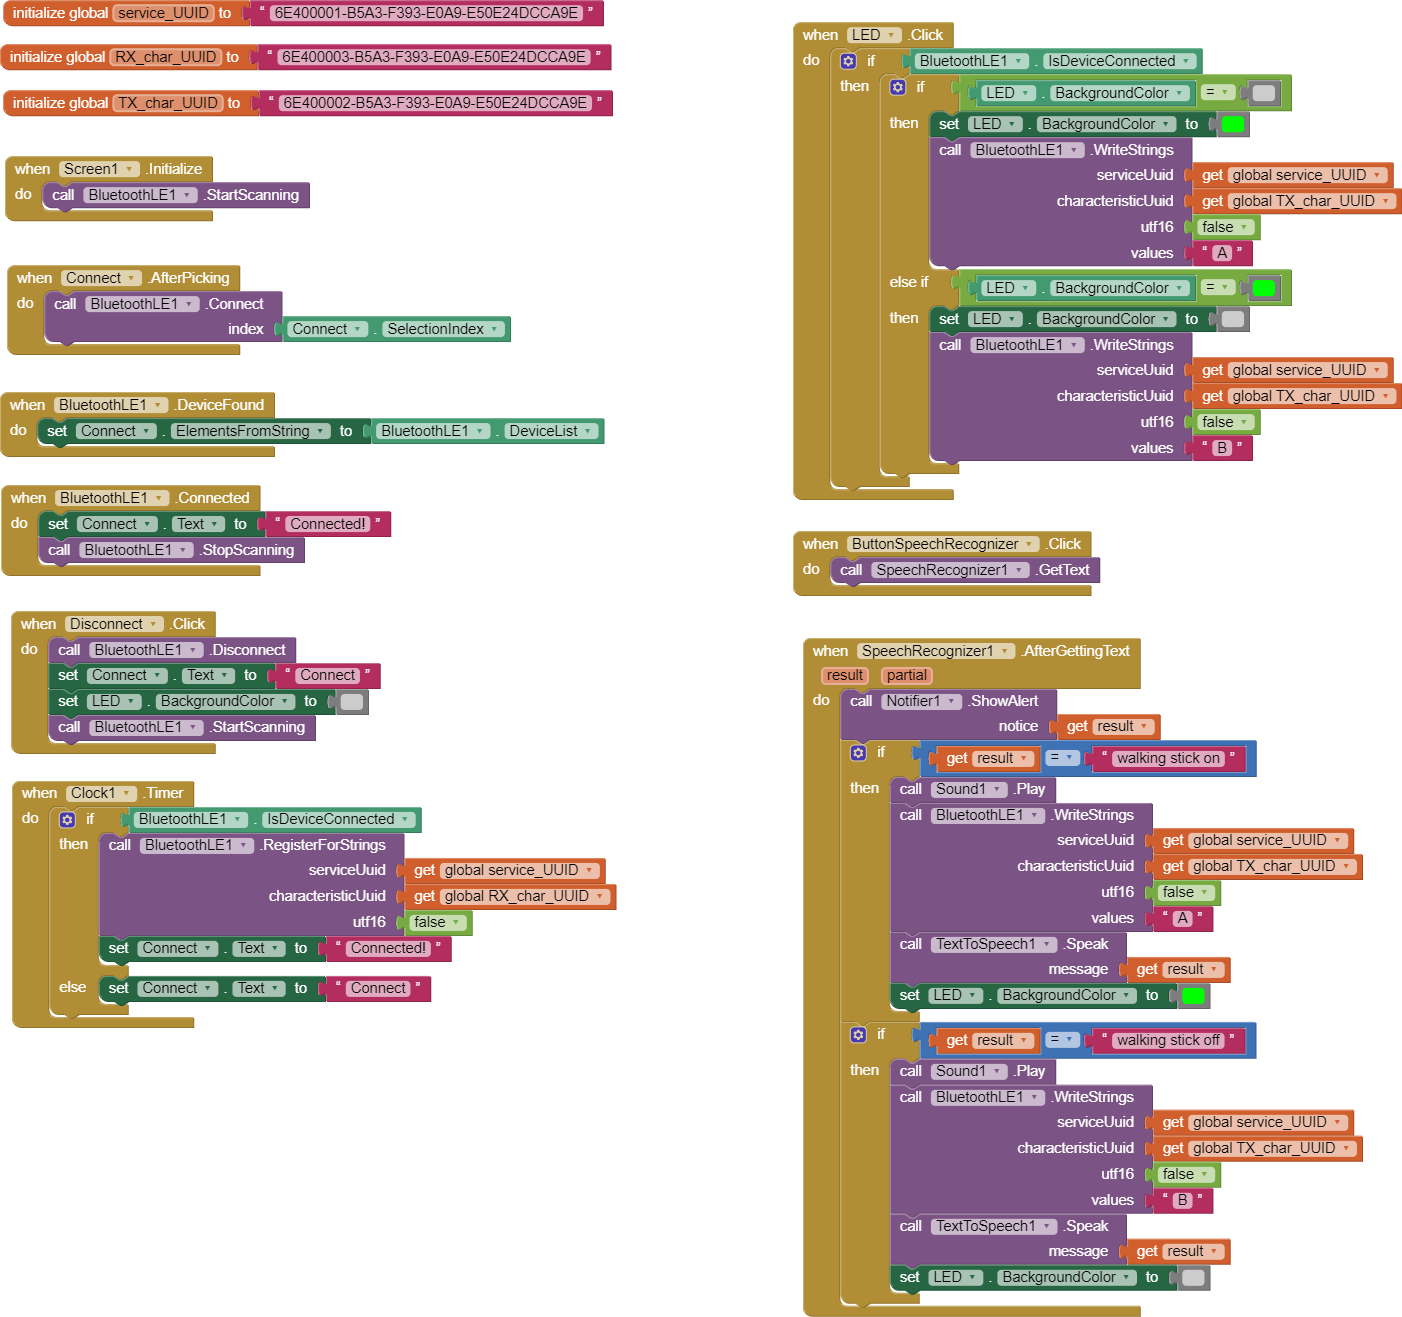 initialize global service_UUID to " 6E400001-B5A3-F393-E0A9-E50E24DCCA9E "
initialize global RX_char_UUID to " 6E400003-B5A3-F393-E0A9-E50E24DCCA9E "
initialize global TX_char_UUID to " 6E400002-B5A3-F393-E0A9-E50E24DCCA9E "
when Screen1 .Initialize
do call BluetoothLE1 .StartScanning
when Connect .AfterPicking
do call BluetoothLE1 .Connect
index Connect . SelectionIndex
when BluetoothLE1 .DeviceFound
do set Connect . ElementsFromString to BluetoothLE1 . DeviceList
when BluetoothLE1 .Connected
do set Connect . Text to " Connected! "
call BluetoothLE1 .StopScanning
when Disconnect .Click
do call BluetoothLE1 .Disconnect
set Connect . Text to " Connect "
set LED . BackgroundColor to
call BluetoothLE1 .StartScanning
when Clock1 .Timer
do if BluetoothLE1 . IsDeviceConnected
then call BluetoothLE1 .RegisterForStrings
serviceUuid get global service_UUID
characteristicUuid get global RX_char_UUID
utf16 false
set Connect . Text to " Connected! "
else set Connect . Text to " Connect "
when LED .Click
do if BluetoothLE1 . IsDeviceConnected
then if LED . BackgroundColor =
then set LED . BackgroundColor to
call BluetoothLE1 .WriteStrings
serviceUuid get global service_UUID
characteristicUuid get global TX_char_UUID
utf16 false
values " A "
else if LED . BackgroundColor =
then set LED . BackgroundColor to
call BluetoothLE1 .WriteStrings
serviceUuid get global service_UUID
characteristicUuid get global TX_char_UUID
utf16 false
values " B "
when ButtonSpeechRecognizer .Click
do call SpeechRecognizer1 .GetText
when SpeechRecognizer1 .AfterGettingText
result partial
do call Notifier1 .ShowAlert
notice get result
if get result = " walking stick on "
then call Sound1 .Play
call BluetoothLE1 .WriteStrings
serviceUuid get global service_UUID
characteristicUuid get global TX_char_UUID
utf16 false
values " A "
call TextToSpeech1 .Speak
message get result
set LED . BackgroundColor to
if get result = " walking stick off "
then call Sound1 .Play
call BluetoothLE1 .WriteStrings
serviceUuid get global service_UUID
characteristicUuid get global TX_char_UUID
utf16 false
values " B "
call TextToSpeech1 .Speak
message get result
set LED . BackgroundColor to